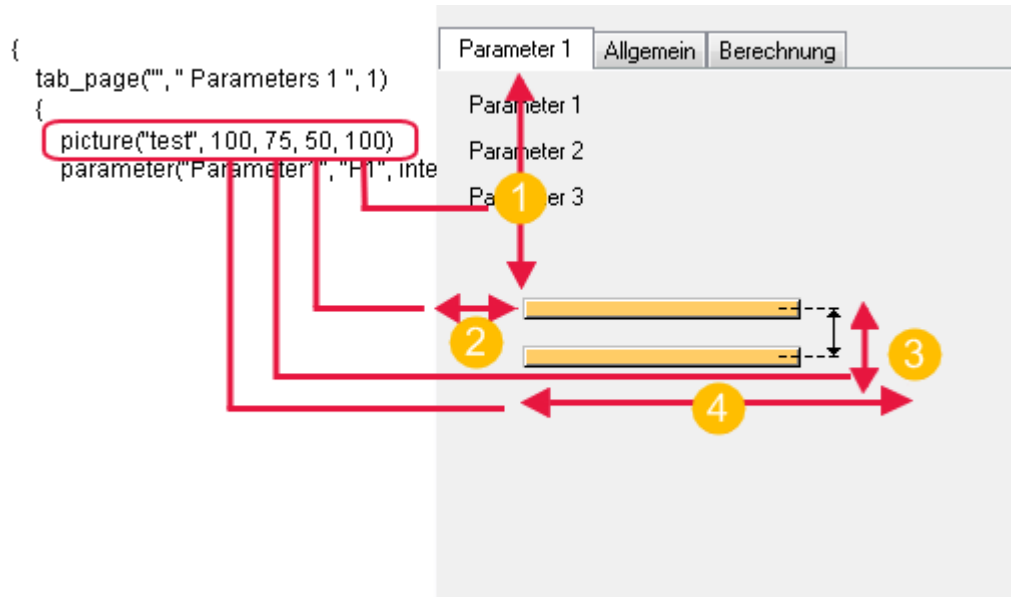 {
tab_page("", " Parameters 1 ", 1)
{
picture("test", 100, 75, 50, 100)
parameter("Parameter1", "P1", inte
Parameter 1 Allgemein Berechnung
Parameter 1
Parameter 2
Parameter 3
1
2
3
4